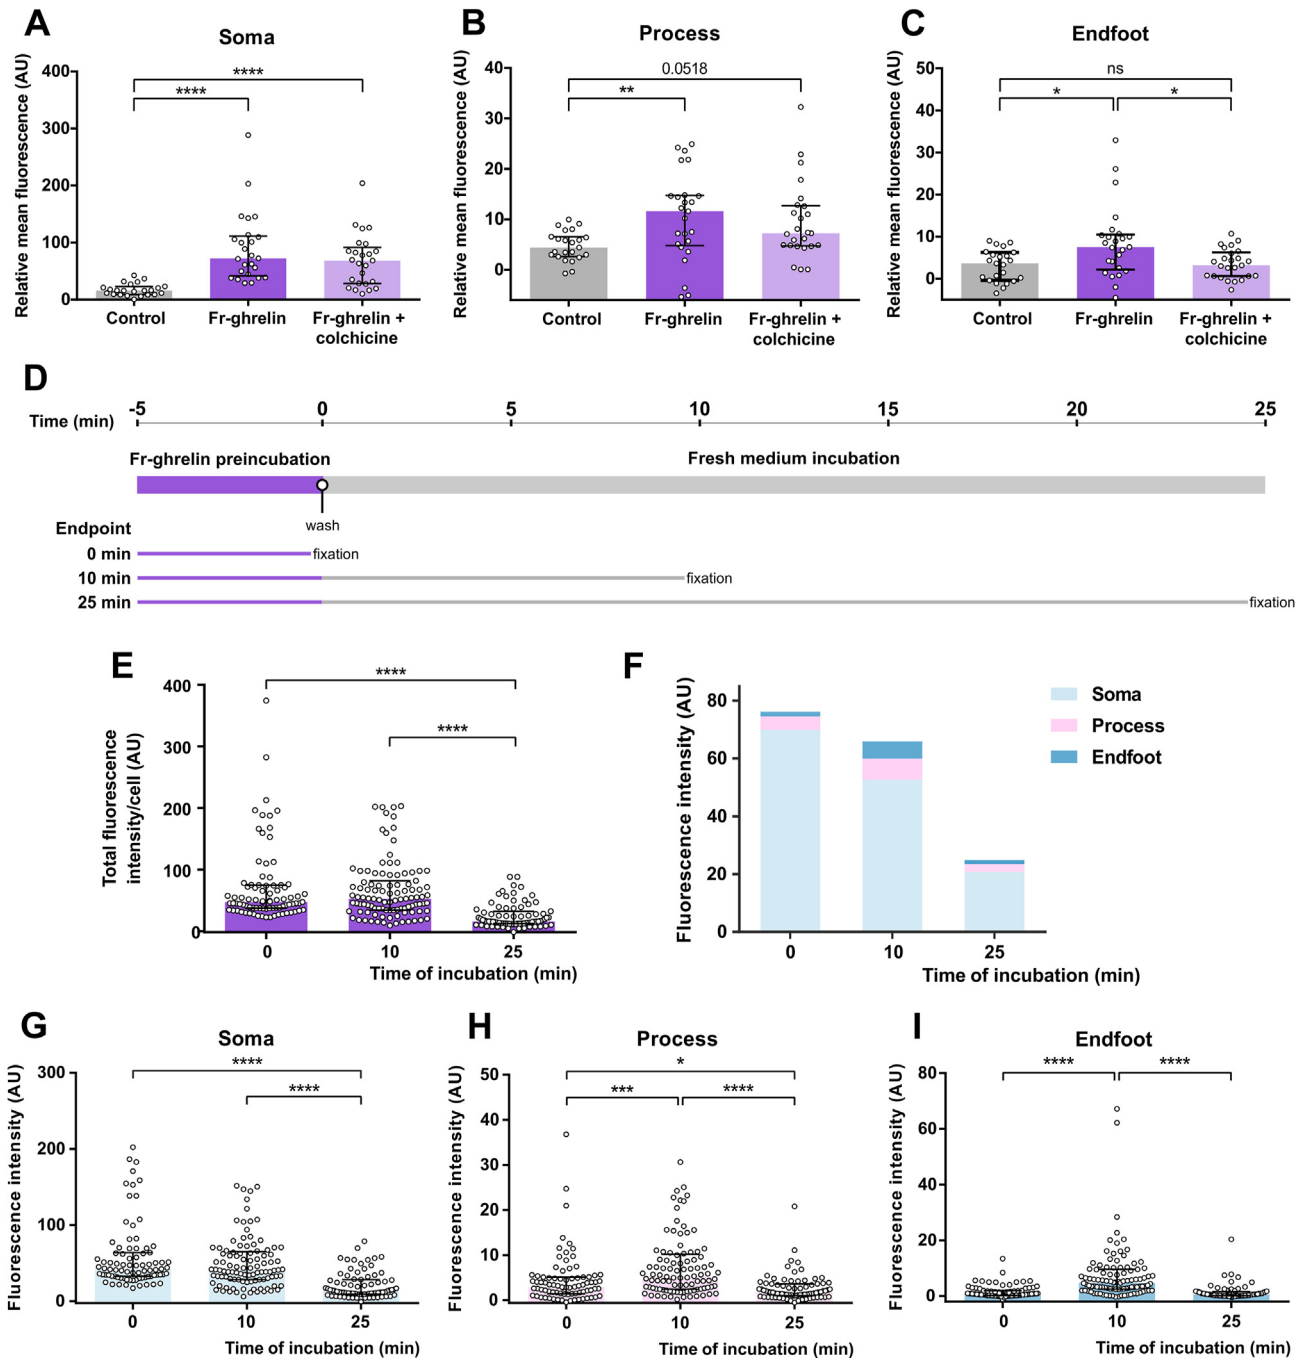 A
Soma
Relative mean fluorescence (AU)
400
300
200
100
0
****
****
Control
Fr-ghrelin
Fr-ghrelin +
colchicine
B
Process
Relative mean fluorescence (AU)
40
30
20
10
0
0.0518
**
Control
Fr-ghrelin
Fr-ghrelin +
colchicine
C
Endfoot
Relative mean fluorescence (AU)
50
40
30
20
10
0
ns
*
*
Control
Fr-ghrelin
Fr-ghrelin +
colchicine
D
Time (min)
-5
0
5
10
15
20
25
Fr-ghrelin preincubation
Fresh medium incubation
wash
Endpoint
0 min
fixation
10 min
fixation
25 min
fixation
E
Total fluorescence
intensity/cell (AU)
400
300
200
100
0
****
****
0
10
25
Time of incubation (min)
F
Fluorescence intensity (AU)
80
60
40
20
0
0
10
25
Time of incubation (min)
Soma
Process
Endfoot
G
Soma
Fluorescence intensity (AU)
300
200
100
0
****
****
0
10
25
Time of incubation (min)
H
Process
Fluorescence intensity (AU)
50
40
30
20
10
0
*
***
****
0
10
25
Time of incubation (min)
I
Endfoot
Fluorescence intensity (AU)
80
60
40
20
0
****
****
0
10
25
Time of incubation (min)